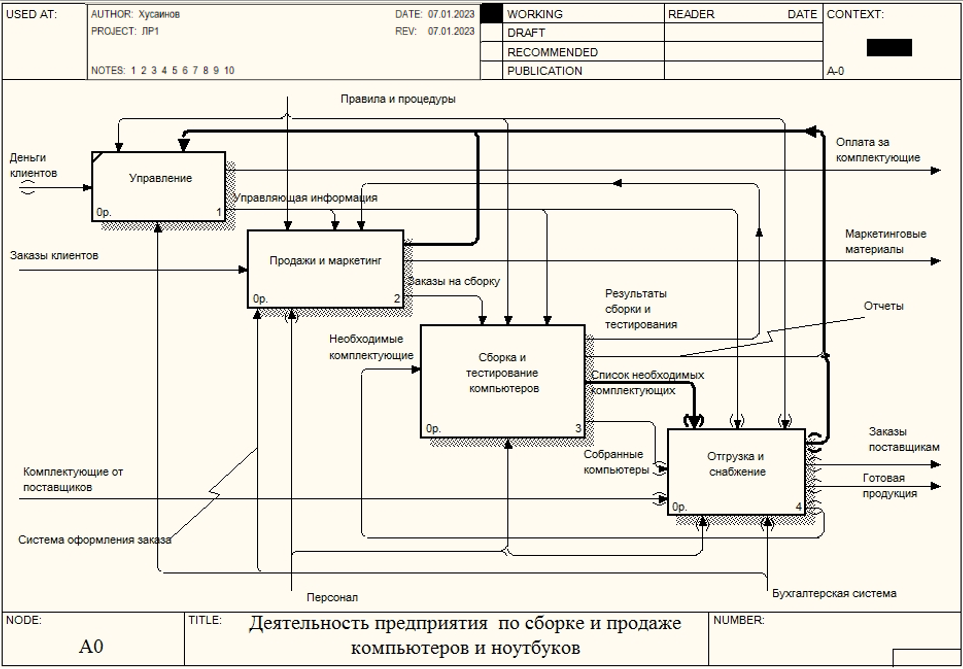 USED AT:
AUTHOR: Хусаинов
DATE: 07.01.2023
PROJECT: ЛР1
REV: 07.01.2023
NOTES: 1 2 3 4 5 6 7 8 9 10
WORKING
DRAFT
RECOMMENDED
PUBLICATION
READER
DATE
CONTEXT:
A-0
Правила и процедуры
Деньги
клиентов
Управление
0р.
1
Оплата за
комплектующие
Управляющая информация
Заказы клиентов
Продажи и маркетинг
0р.
2
Маркетинговые
материалы
Заказы на сборку
Результаты
сборки и
тестирования
Отчеты
Необходимые
комплектующие
Сборка и
тестирование
компьютеров
0р.
3
Список необходимых
комплектующих
Собранные
компьютеры
Отгрузка и
снабжение
0р.
4
Заказы
поставщикам
Готовая
продукция
Комплектующие от
поставщиков
Система оформления заказа
Персонал
Бухгалтерская система
NODE:
A0
TITLE:
Деятельность предприятия по сборке и продаже
компьютеров и ноутбуков
NUMBER: